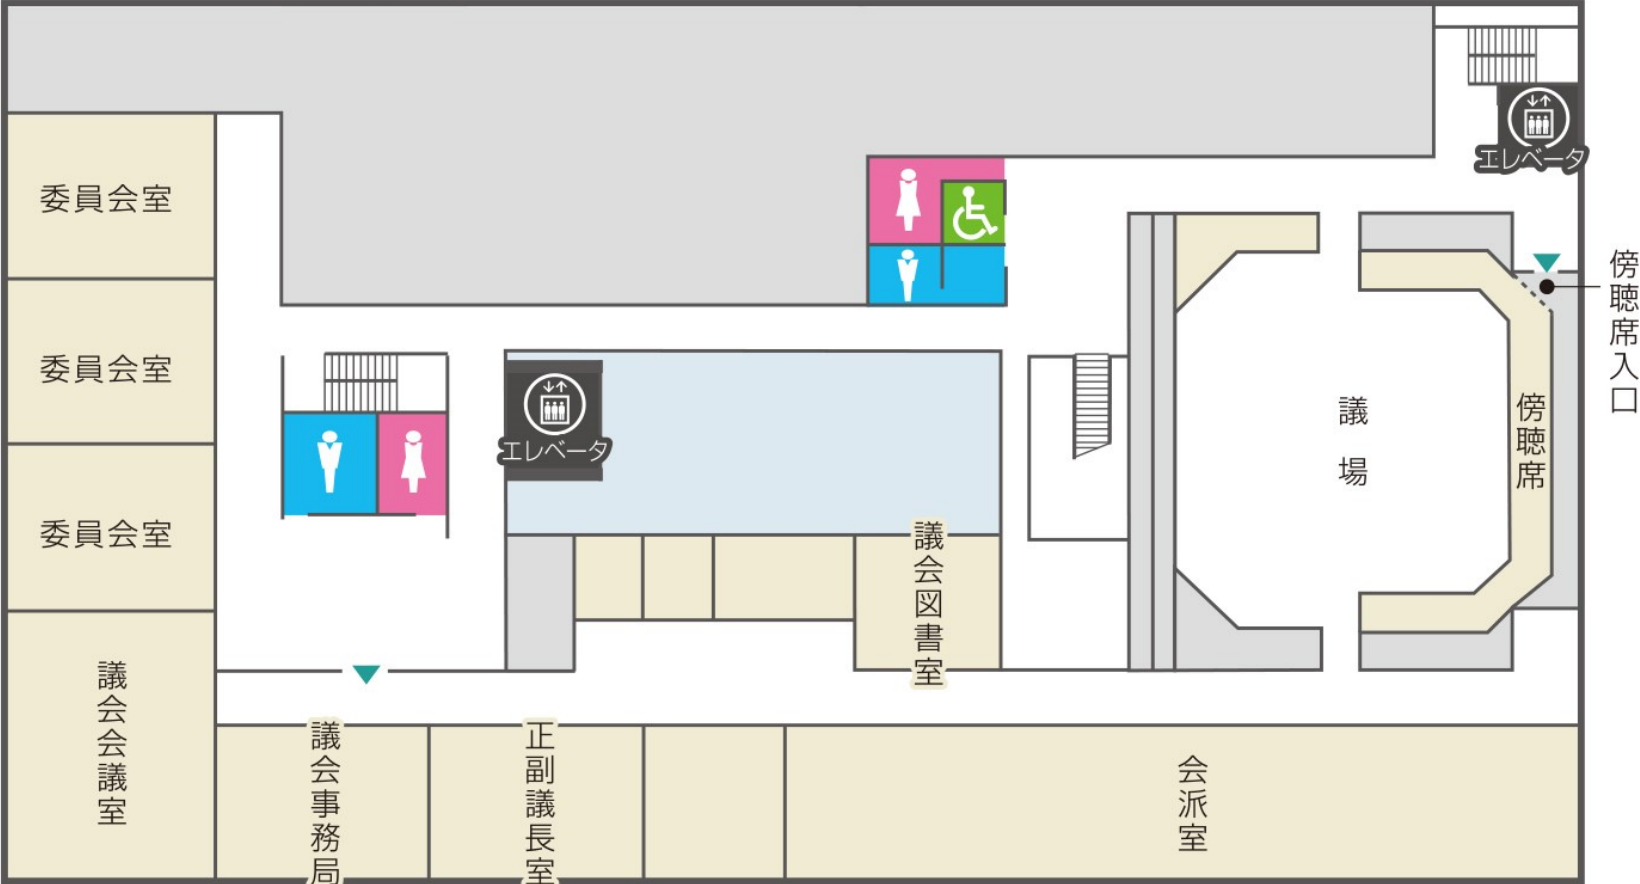 エレベータ
委員会室
傍聴席入口
委員会室
議場
傍聴席
エレベータ
委員会室
議会図書室
議会会議室
議会事務局
正副議長室
会派室